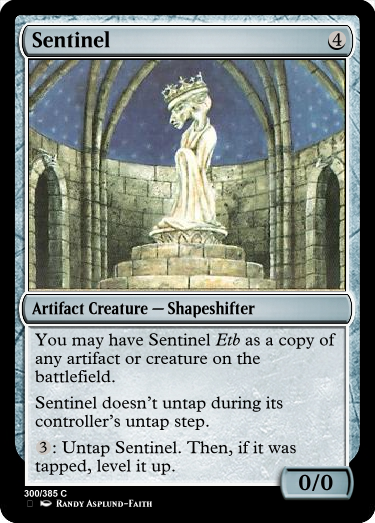 Sentinel 4
Artifact Creature — Shapeshifter
You may have Sentinel Etb as a copy of
any artifact or creature on the
battlefield.
Sentinel doesn't untap during its
controller's untap step.
3 : Untap Sentinel. Then, if it was
tapped, level it up.
0/0
300/385 C
Randy Asplund-Faith